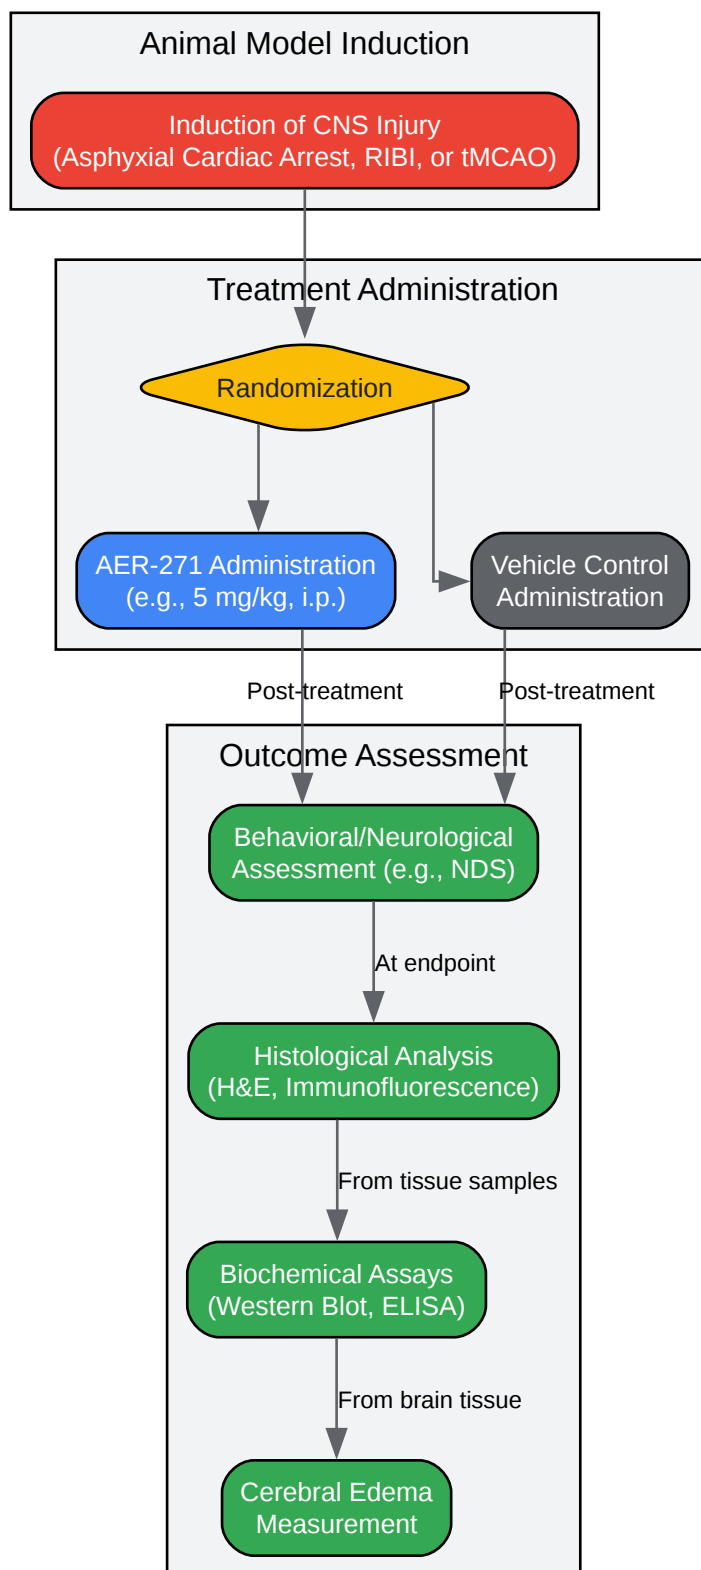 Animal Model Induction
Induction of CNS Injury
(Asphyxial Cardiac Arrest, RIBI, or tMCAO)
Treatment Administration
Randomization
AER-271 Administration
(e.g., 5 mg/kg, i.p.)
Vehicle Control
Administration
Post-treatment
Post-treatment
Outcome Assessment
Behavioral/Neurological
Assessment (e.g., NDS)
At endpoint
Histological Analysis
(H&E, Immunofluorescence)
From tissue samples
Biochemical Assays
(Western Blot, ELISA)
From brain tissue
Cerebral Edema
Measurement